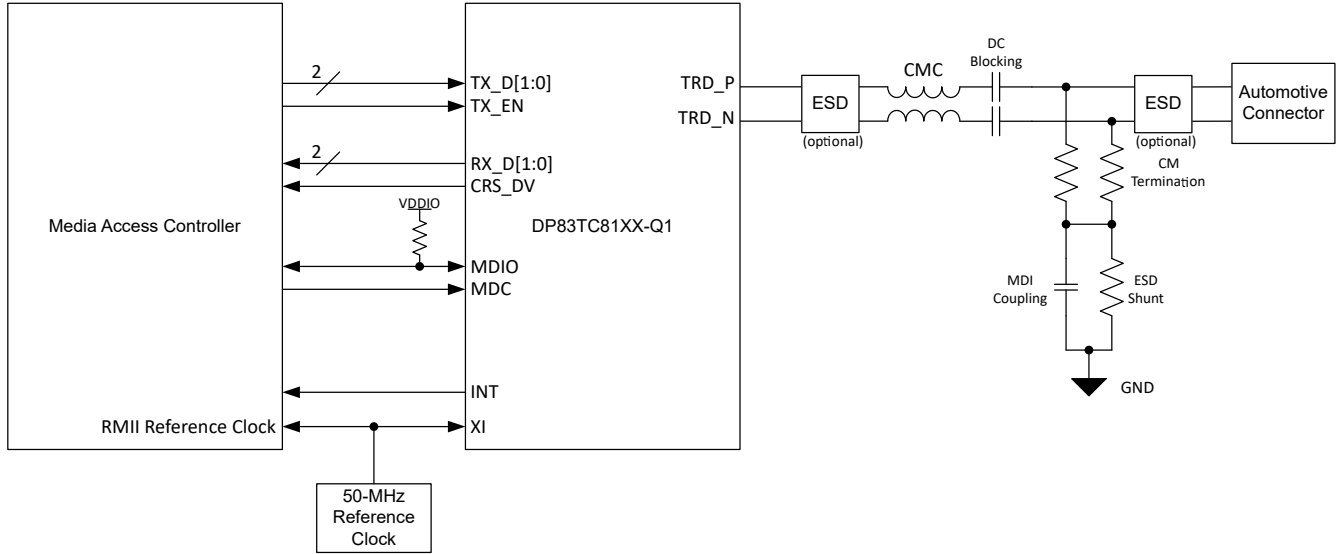 Media Access Controller
RMII Reference Clock
2
2
VDDIO
50-MHz
Reference
Clock
TX_D[1:0]
TX_EN
RX_D[1:0]
CRS_DV
MDIO
MDC
INT
XI
DP83TC81XX-Q1
TRD_P
TRD_N
ESD
(optional)
CMC
DC
Blocking
ESD
(optional)
Automotive
Connector
CM
Termination
MDI
Coupling
ESD
Shunt
GND